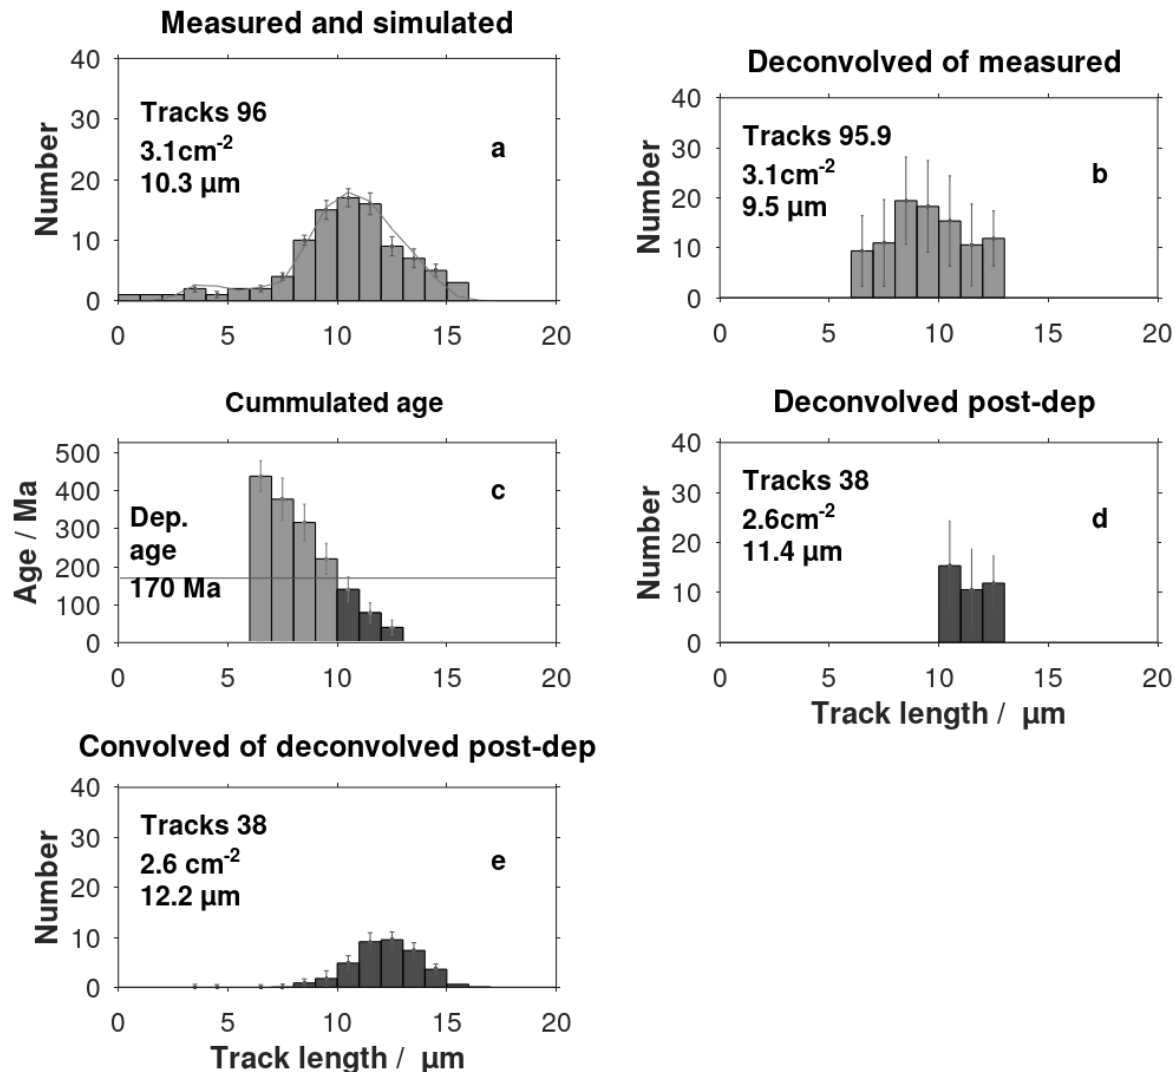 Measured and simulated
40
30
20
10
0
Number
Tracks 96
3.1cm⁻²
10.3 µm
a
0 5 10 15 20
Deconvolved of measured
40
30
20
10
0
Number
Tracks 95.9
3.1cm⁻²
9.5 µm
b
0 5 10 15 20
Cummulated age
500
400
300
200
100
0
Age / Ma
Dep.
age
170 Ma
c
0 5 10 15 20
Deconvolved post-dep
40
30
20
10
0
Number
Tracks 38
2.6cm⁻²
11.4 µm
d
0 5 10 15 20
Track length / µm
Convolved of deconvolved post-dep
40
30
20
10
0
Number
Tracks 38
2.6 cm⁻²
12.2 µm
e
0 5 10 15 20
Track length / µm